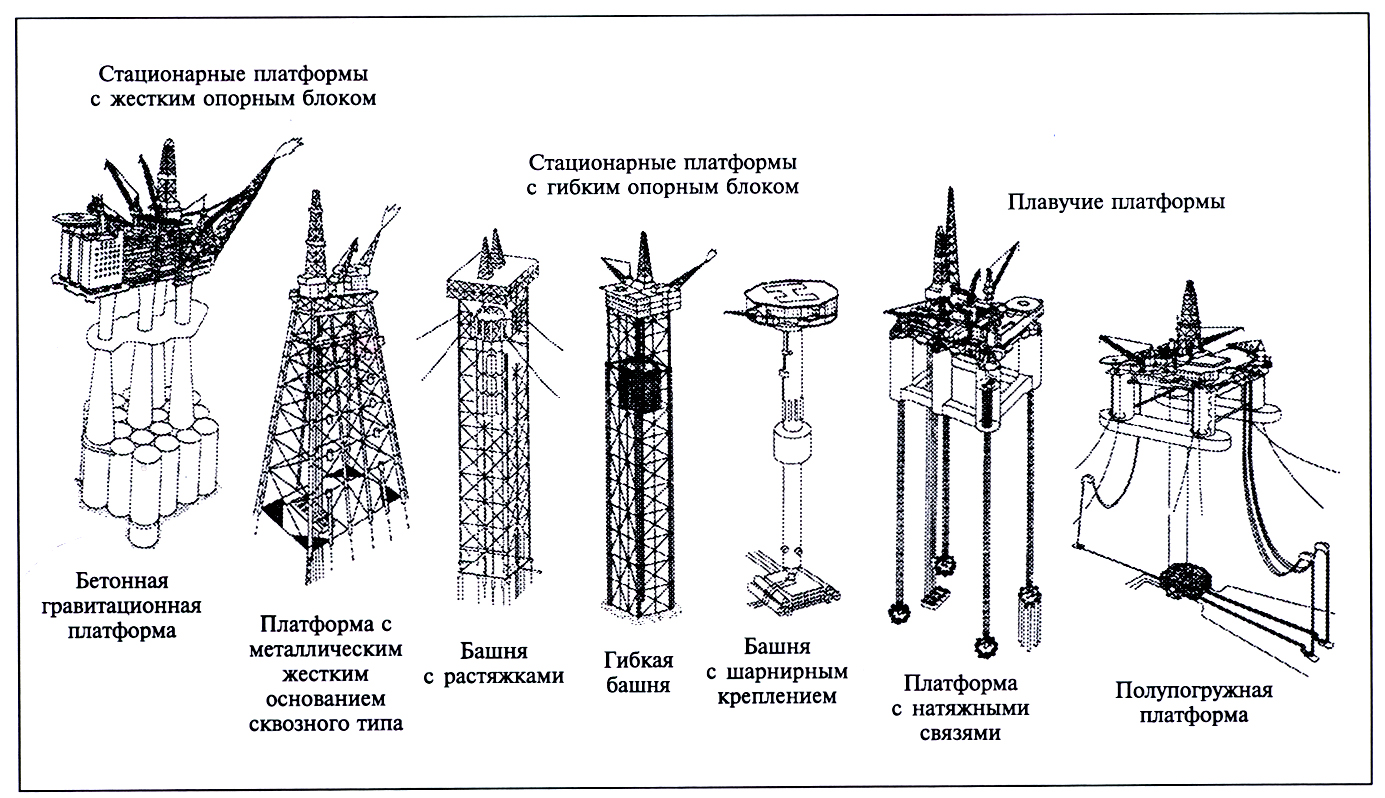 Стационарные платформы
с жестким опорным блоком
Стационарные платформы
с гибким опорным блоком
Плавучие платформы
Бетонная
гравитационная
платформа
Платформа с
металлическим
жестким
основанием
сквозного типа
Башня
с растяжками
Гибкая
башня
Башня
с шарнирным
креплением
Платформа
с натяжными
связями
Полупогружная
платформа